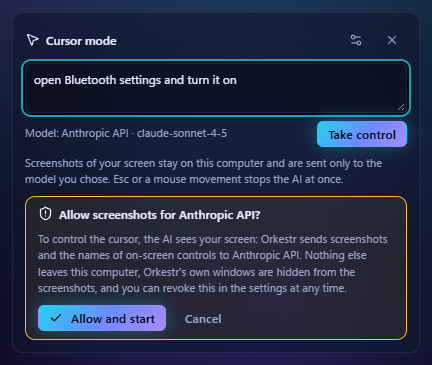 Cursor mode
open Bluetooth settings and turn it on
Model: Anthropic API · claude-sonnet-4-5
Take control
Screenshots of your screen stay on this computer and are sent only to the
model you chose. Esc or a mouse movement stops the AI at once.
Allow screenshots for Anthropic API?
To control the cursor, the AI sees your screen: Orkestr sends screenshots
and the names of on-screen controls to Anthropic API. Nothing else
leaves this computer, Orkestr's own windows are hidden from the
screenshots, and you can revoke this in the settings at any time.
Allow and start
Cancel